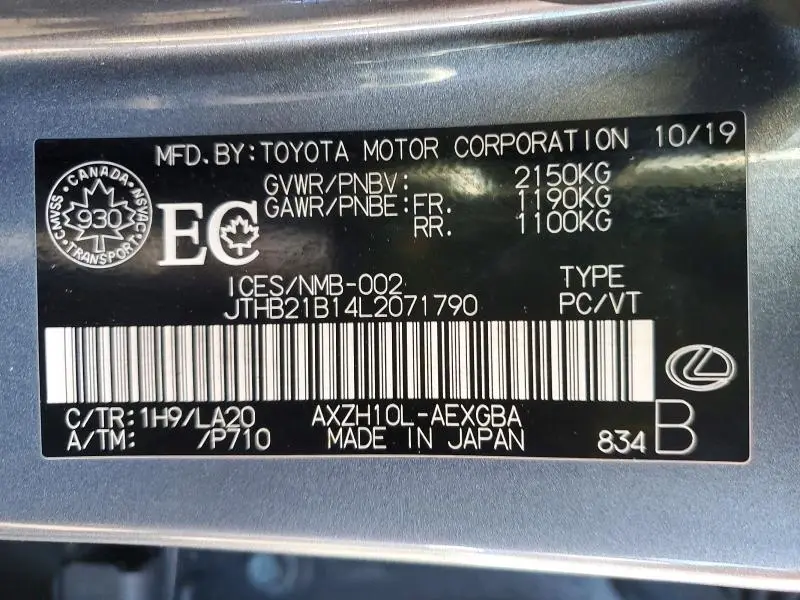 MFD.BY:TOYOTA MOTOR CORPORATION 10/19
GVWR/PNBV: 2150KG
GAWR/PNBE:FR. 1190KG
RR. 1100KG
CANADA
CMVSS
930
NSVAC
TRANSPORT
EC
ICES/NMB-002
TYPE
JTHB21B14L2071790
PC/VT
C/TR:1H9/LA20
AXZH10L-AEXGBA
A/TM: /P710
MADE IN JAPAN
834
B